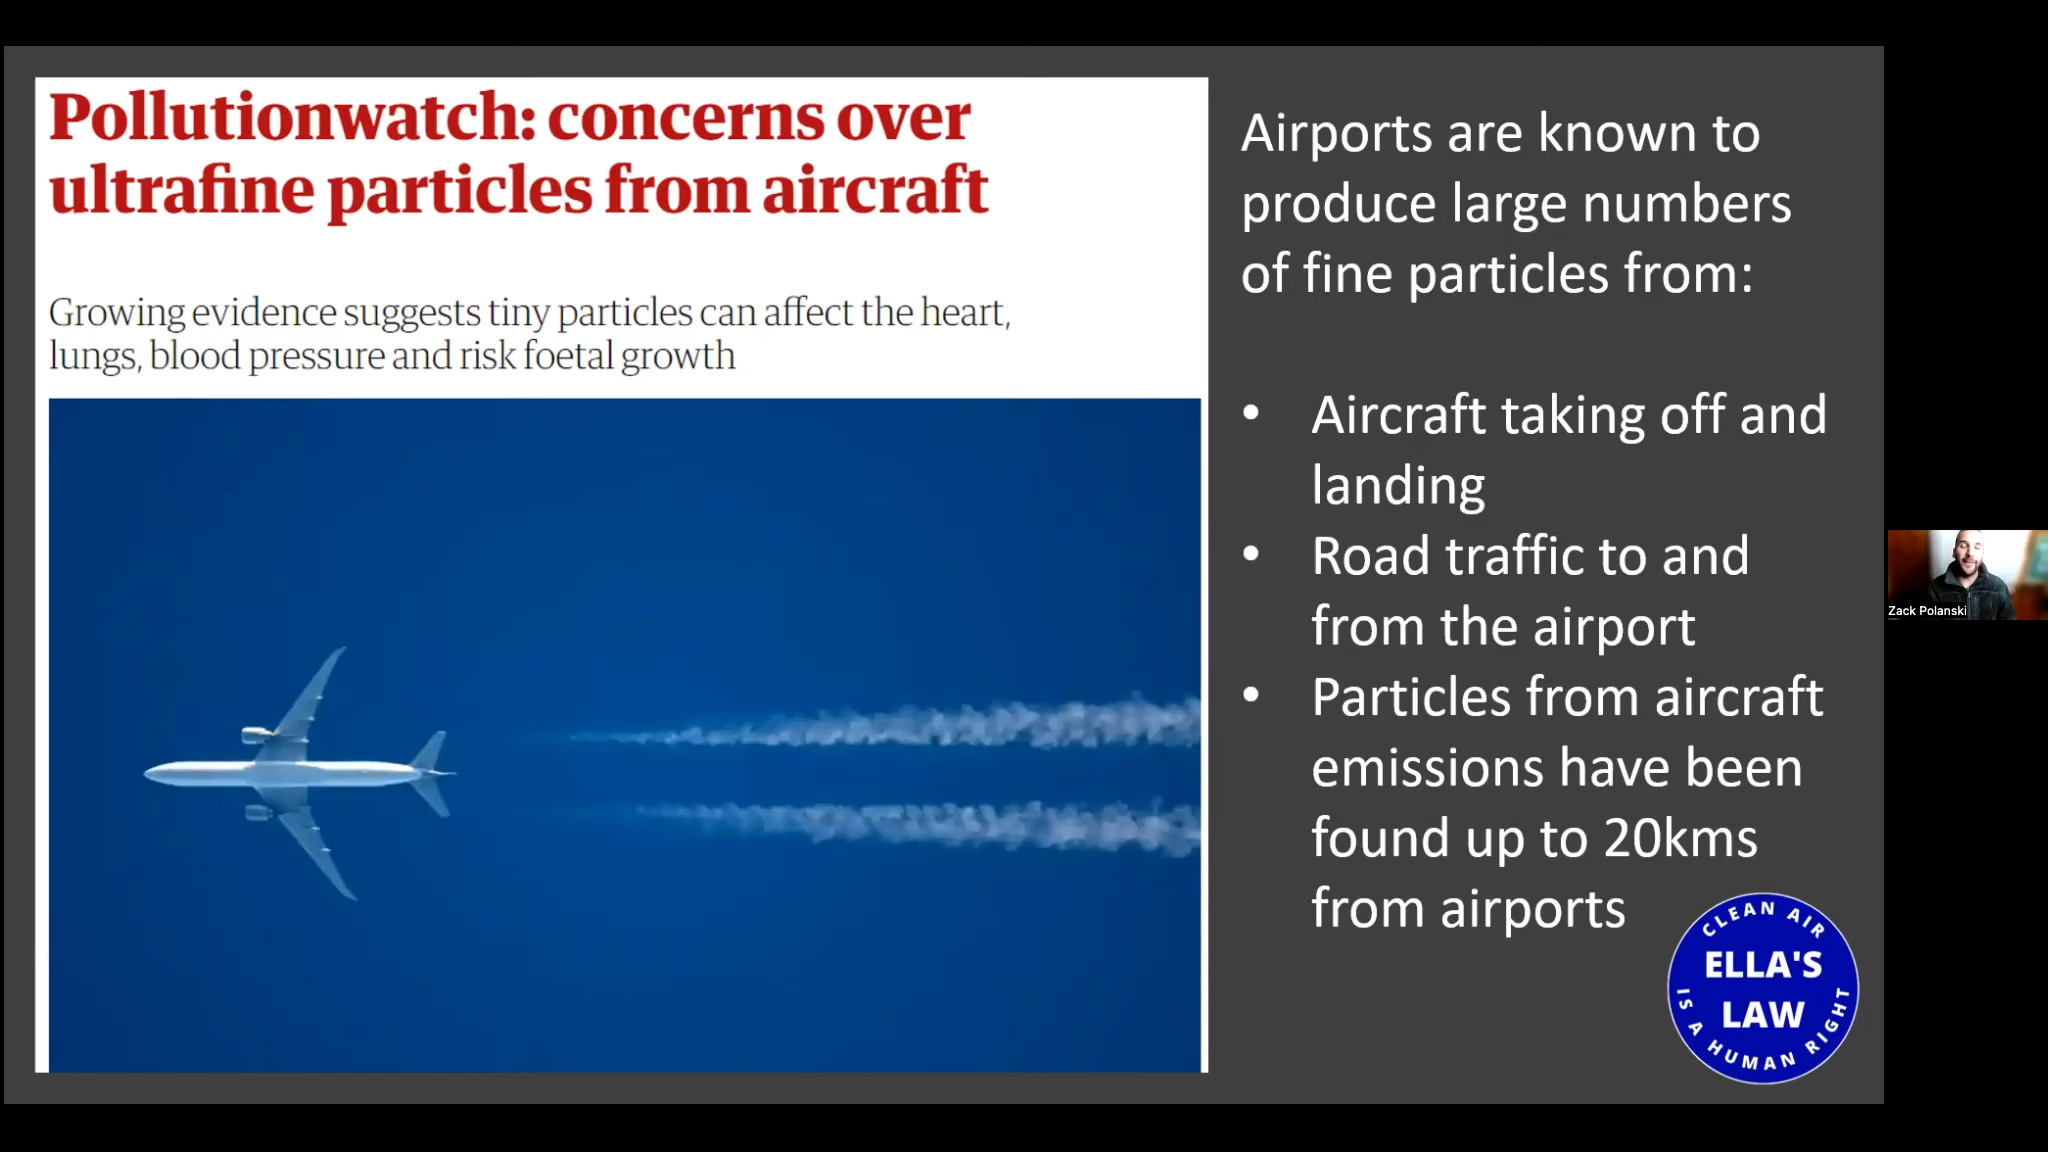 Pollutionwatch: concerns over
ultrafine particles from aircraft
Growing evidence suggests tiny particles can affect the heart,
lungs, blood pressure and risk foetal growth
Airports are known to
produce large numbers
of fine particles from:
• Aircraft taking off and
landing
• Road traffic to and
from the airport
• Particles from aircraft
emissions have been
found up to 20kms
from airports
CLEAN AIR
ELLA'S
LAW
IS A HUMAN RIGHT
Zack Polanski